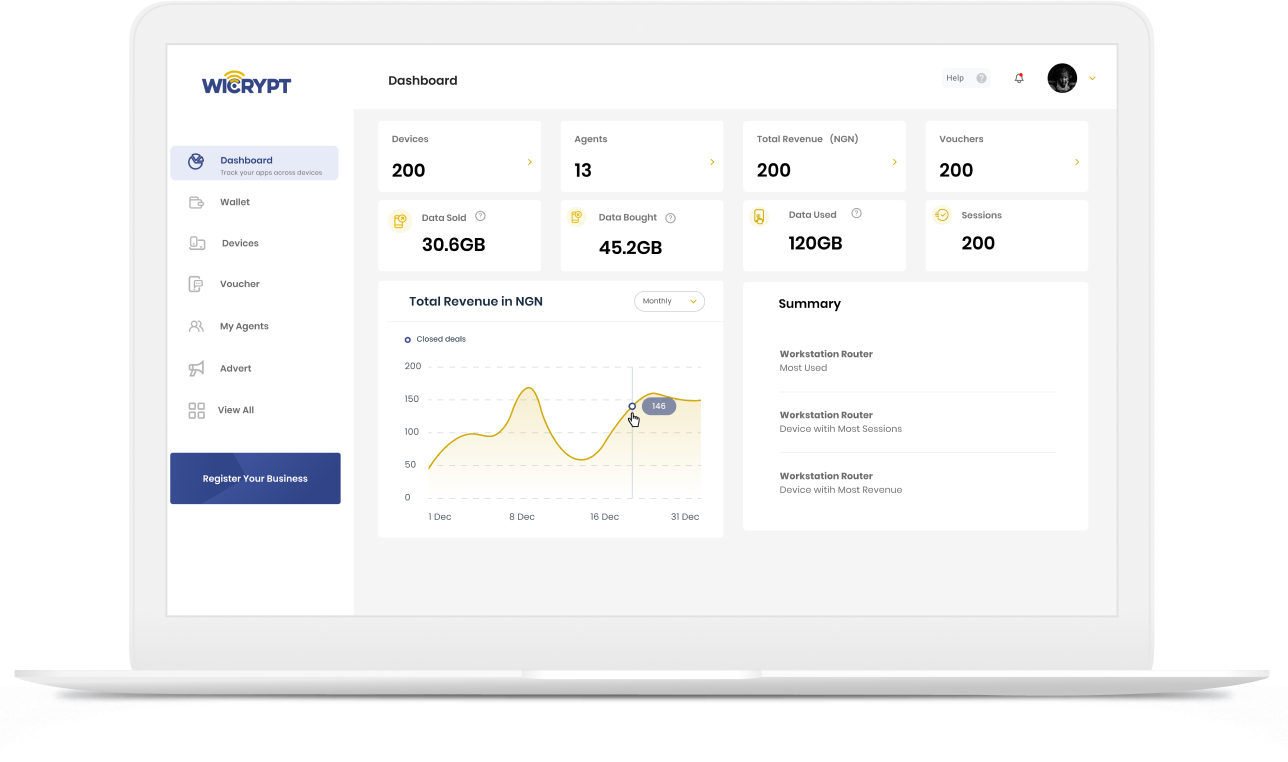 WICRYPT
Dashboard
Help ?
Dashboard
Track your apps across devices
Wallet
Devices
Voucher
My Agents
Advert
View All
Register Your Business
Devices
200
Agents
13
Total Revenue (NGN)
200
Vouchers
200
Data Sold ?
30.6GB
Data Bought ?
45.2GB
Data Used ?
120GB
Sessions
200
Total Revenue in NGN
Monthly
Closed deals
200
150
100
50
0
146
1 Dec 8 Dec 16 Dec 31 Dec
Summary
Workstation Router
Most Used
Workstation Router
Device witih Most Sessions
Workstation Router
Device witih Most Revenue